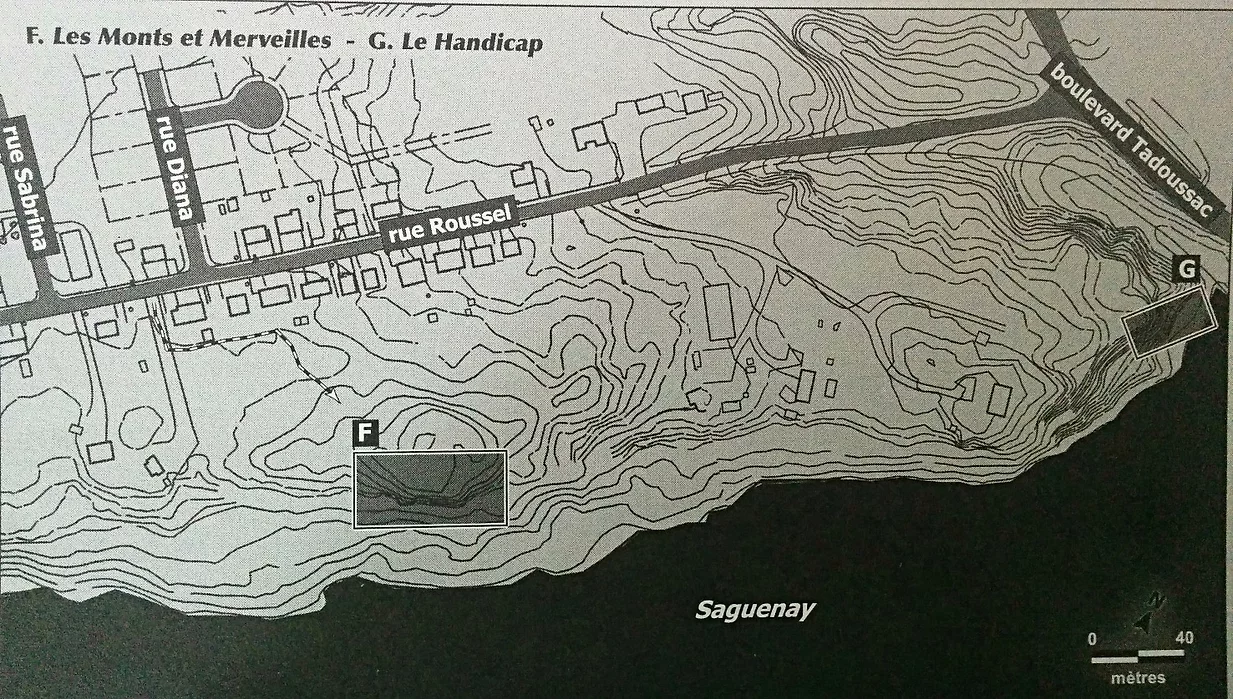 F. Les Monts et Merveilles - G. Le Handicap
boulevard Tadoussac
rue Sabrina
rue Diana
rue Roussel
G
F
Saguenay
N
0 40
mètres